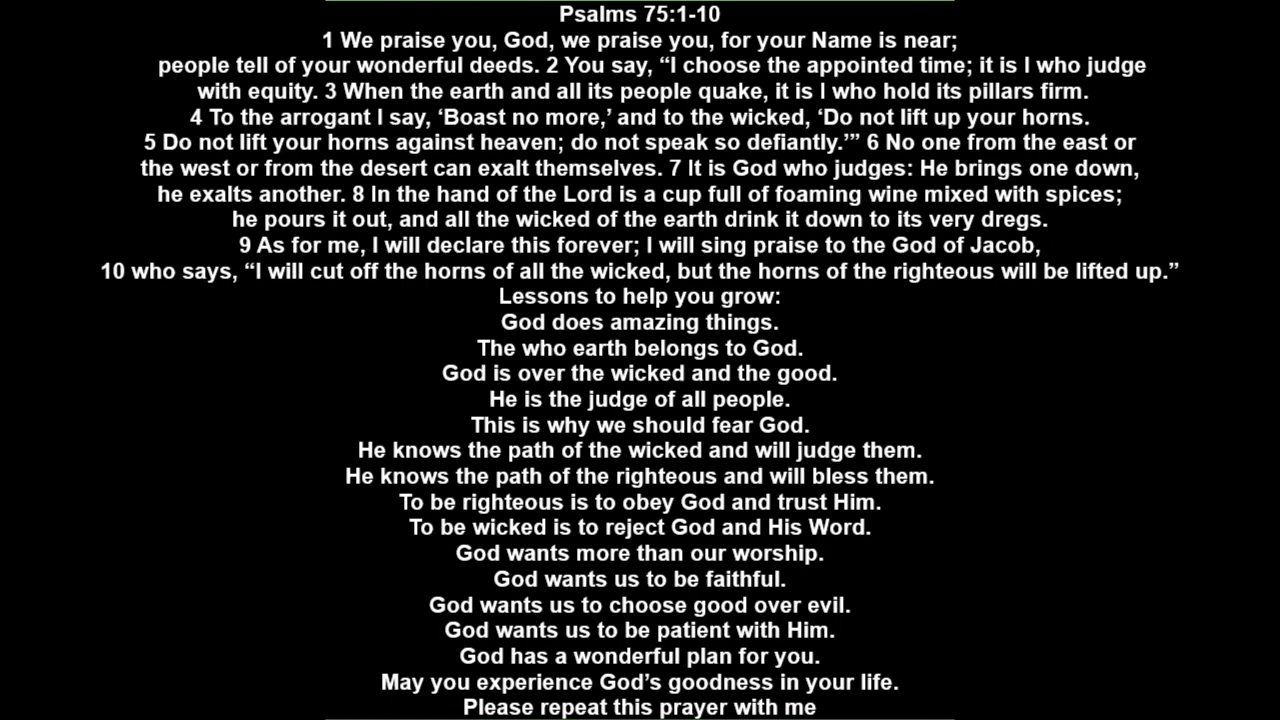 Psalms 75:1-10
1 We praise you, God, we praise you, for your Name is near;
people tell of your wonderful deeds. 2 You say, “I choose the appointed time; it is I who judge
with equity. 3 When the earth and all its people quake, it is I who hold its pillars firm.
4 To the arrogant I say, ‘Boast no more,’ and to the wicked, ‘Do not lift up your horns.
5 Do not lift your horns against heaven; do not speak so defiantly.’” 6 No one from the east or
the west or from the desert can exalt themselves. 7 It is God who judges: He brings one down,
he exalts another. 8 In the hand of the Lord is a cup full of foaming wine mixed with spices;
he pours it out, and all the wicked of the earth drink it down to its very dregs.
9 As for me, I will declare this forever; I will sing praise to the God of Jacob,
10 who says, “I will cut off the horns of all the wicked, but the horns of the righteous will be lifted up.”
Lessons to help you grow:
God does amazing things.
The who earth belongs to God.
God is over the wicked and the good.
He is the judge of all people.
This is why we should fear God.
He knows the path of the wicked and will judge them.
He knows the path of the righteous and will bless them.
To be righteous is to obey God and trust Him.
To be wicked is to reject God and His Word.
God wants more than our worship.
God wants us to be faithful.
God wants us to choose good over evil.
God wants us to be patient with Him.
God has a wonderful plan for you.
May you experience God’s goodness in your life.
Please repeat this prayer with me